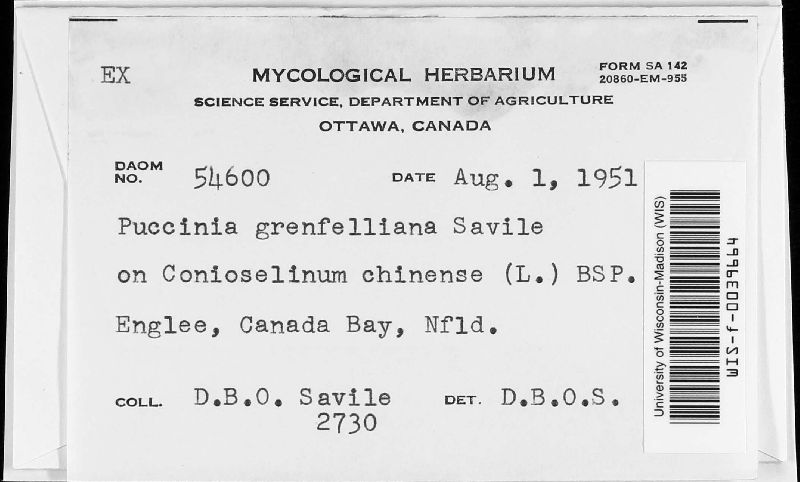 EX
MYCOLOGICAL HERBARIUM
FORM SA 142
20860-EM-955
SCIENCE SERVICE, DEPARTMENT OF AGRICULTURE
OTTAWA, CANADA
DAOM NO. 54600 DATE Aug. 1, 1951
Puccinia grenfelliana Savile
on Conioselinum chinense (L.) BSP.
Englee, Canada Bay, Nfld.
COLL. D.B.O. Savile DET. D.B.O.S.
2730
University of Wisconsin-Madison (WIS)
WIS-f-0039664